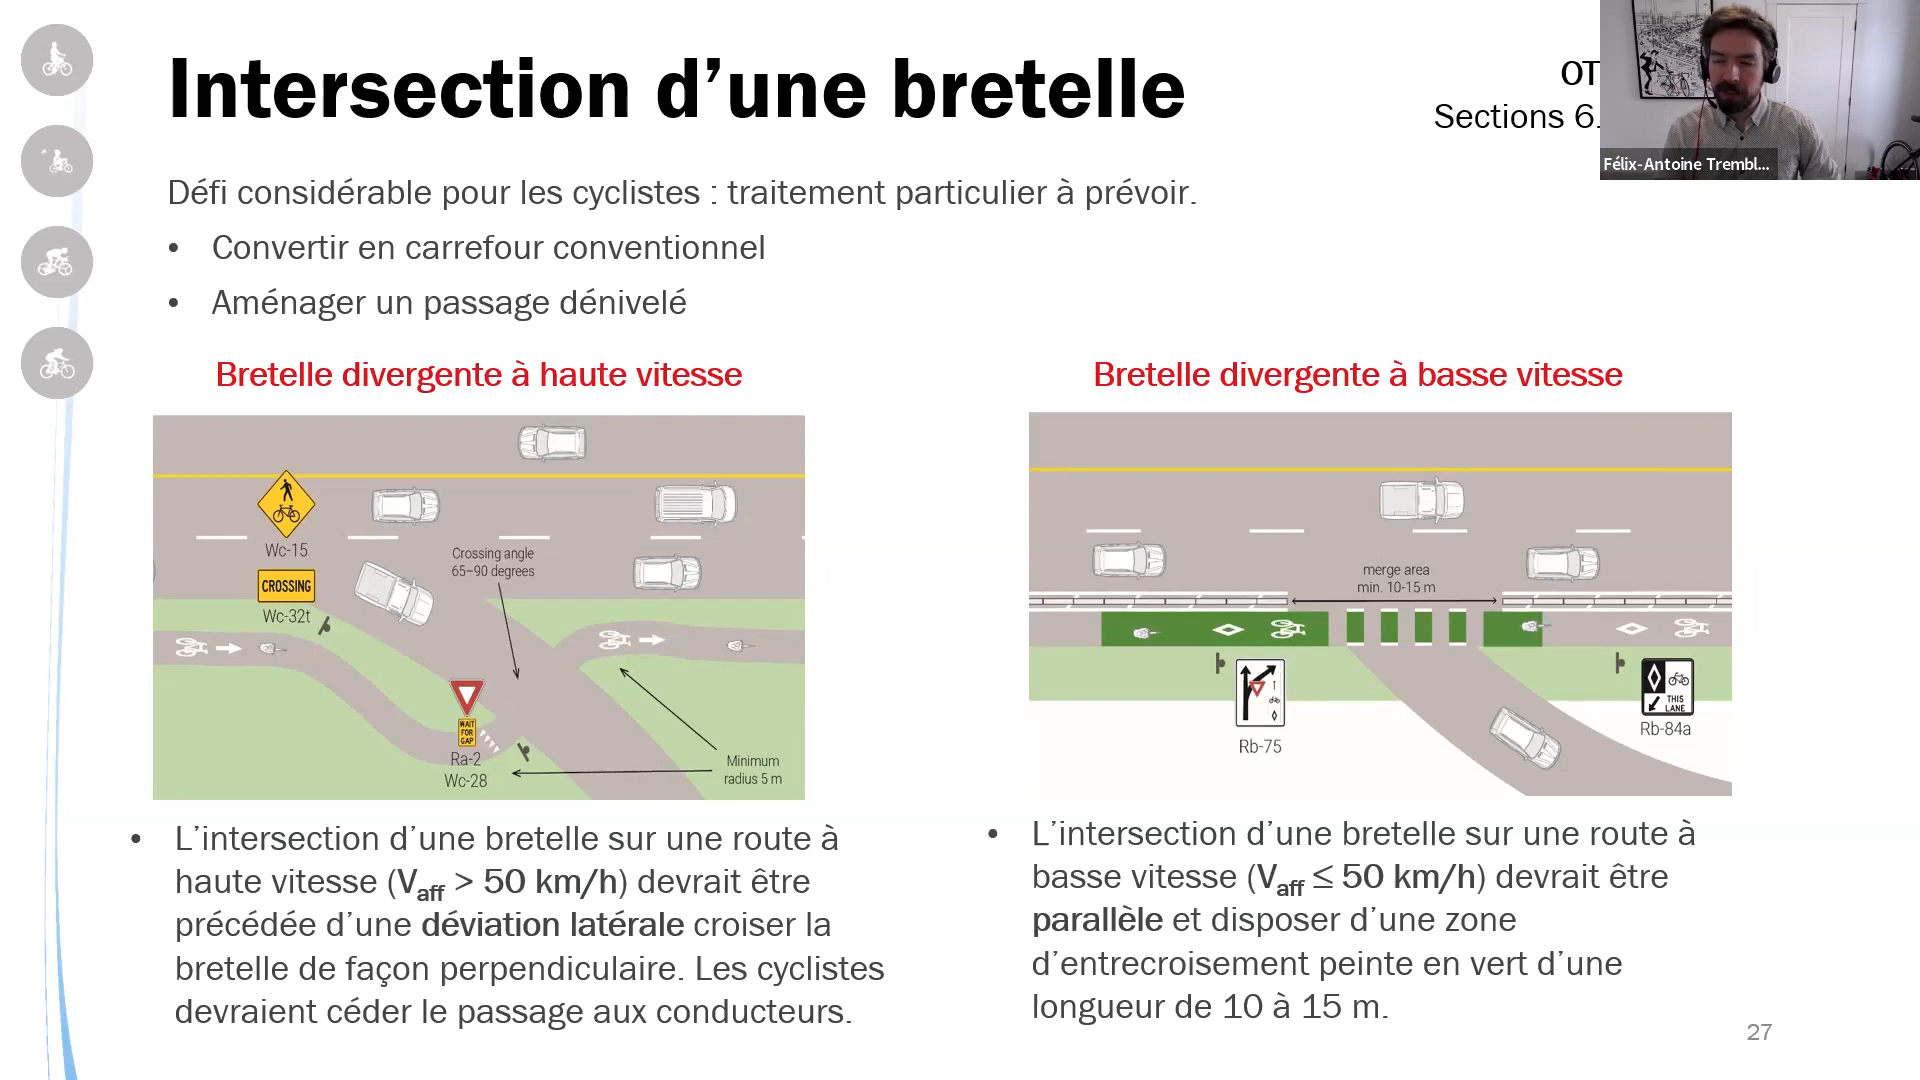 Intersection d’une bretelle
OT
Sections 6.
Félix-Antoine Trembl...
Défi considérable pour les cyclistes : traitement particulier à prévoir.
• Convertir en carrefour conventionnel
• Aménager un passage dénivelé
Bretelle divergente à haute vitesse
Wc-15
CROSSING
Wc-32t
Crossing angle
65–90 degrees
WAIT
FOR
GAP
Ra-2
Wc-28
Minimum
radius 5 m
• L’intersection d’une bretelle sur une route à
haute vitesse (Vaff > 50 km/h) devrait être
précédée d’une déviation latérale croiser la
bretelle de façon perpendiculaire. Les cyclistes
devraient céder le passage aux conducteurs.
Bretelle divergente à basse vitesse
merge area
min. 10-15 m
Rb-75
THIS
LANE
Rb-84a
• L’intersection d’une bretelle sur une route à
basse vitesse (Vaff ≤ 50 km/h) devrait être
parallèle et disposer d’une zone
d’entrecroisement peinte en vert d’une
longueur de 10 à 15 m.
27